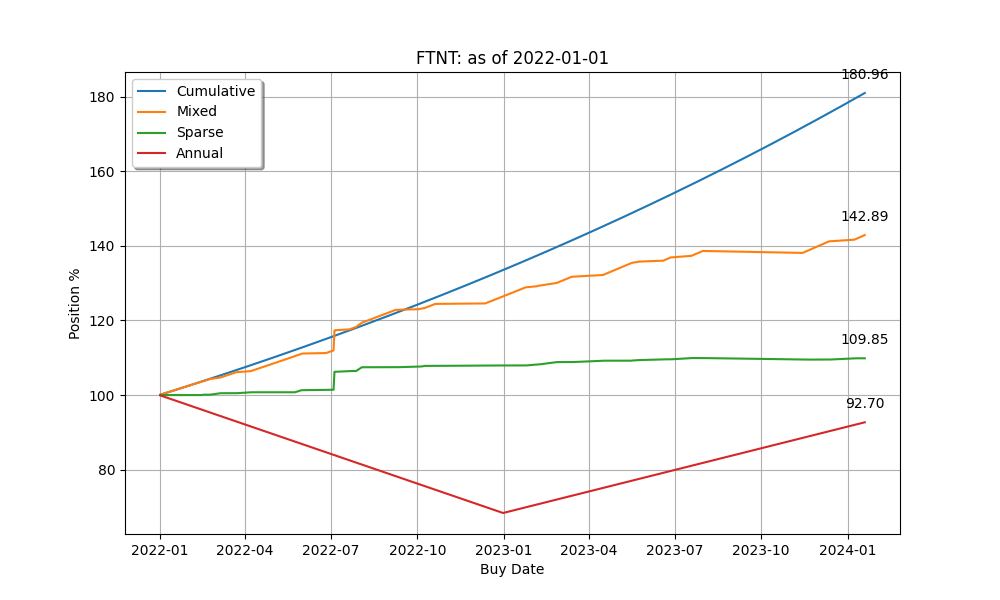 FTNT: as of 2022-01-01
180.96
180
Cumulative
Mixed
Sparse
Annual
160
142.89
140
120
109.85
100
92.70
80
Position %
2022-01 2022-04 2022-07 2022-10 2023-01 2023-04 2023-07 2023-10 2024-01
Buy Date